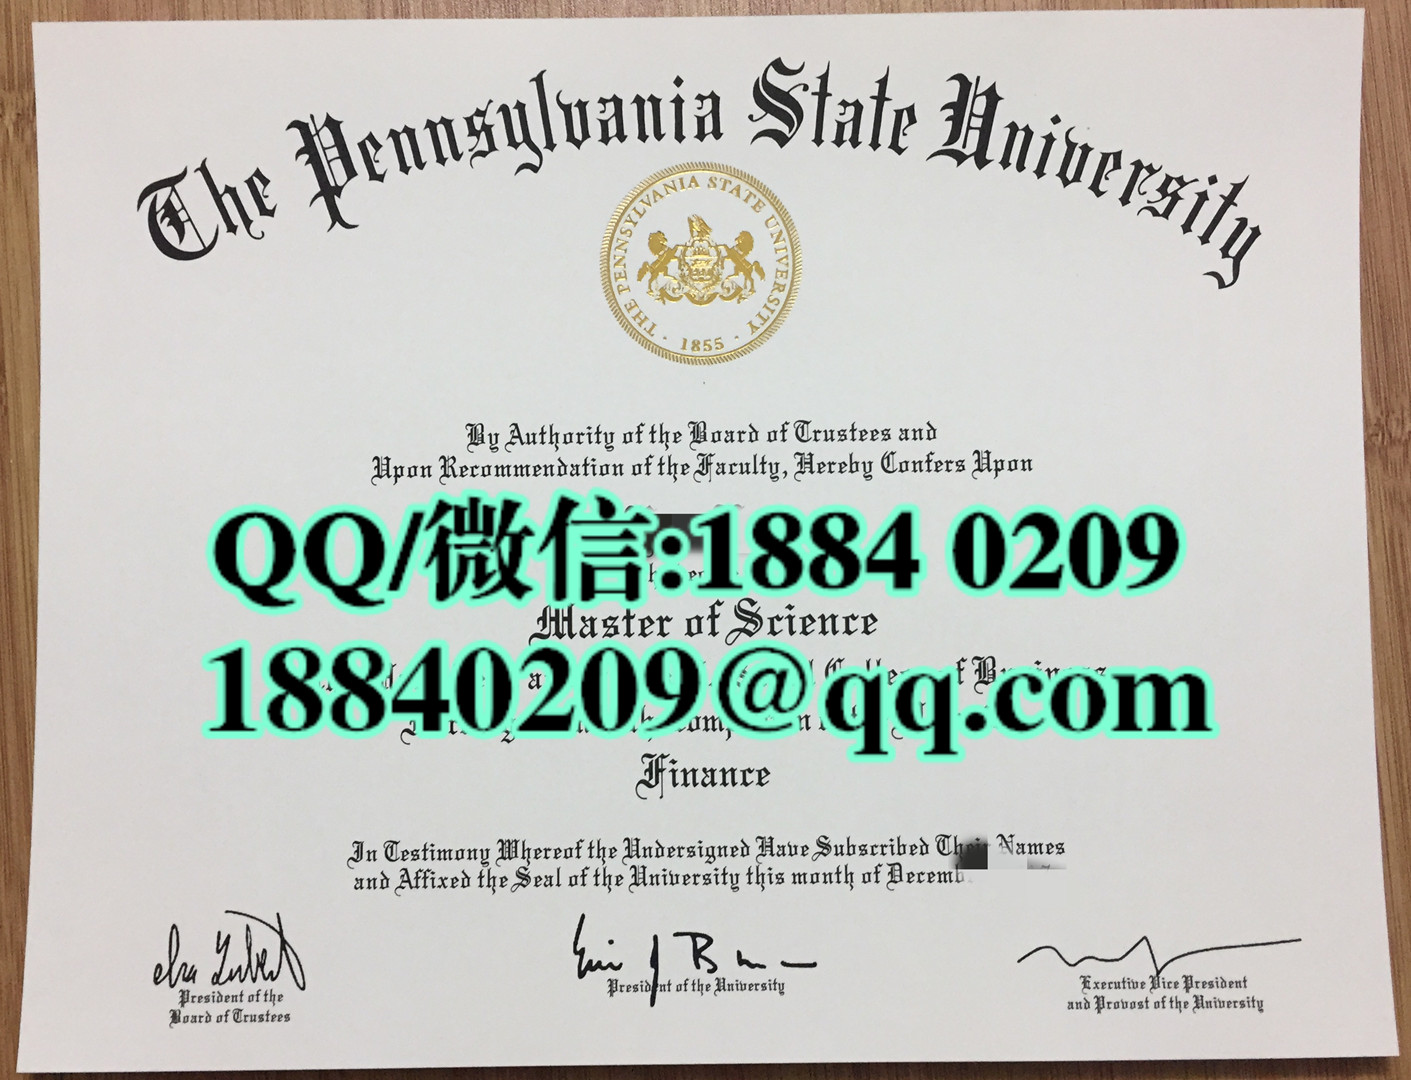 The Pennsylvania State University
THE PENNSYLVANIA STATE UNIVERSITY
1855
By Authority of the Board of Trustees and
Upon Recommendation of the Faculty, Hereby Confers Upon
QQ/微信:1884 0209
Master of Science
18840209@qq.com
Finance
In Testimony Whereof the Undersigned Have Subscribed Their Names
and Affixed the Seal of the University this month of
President of the
Board of Trustees
President of the University
Executive Vice President
and Provost of the University